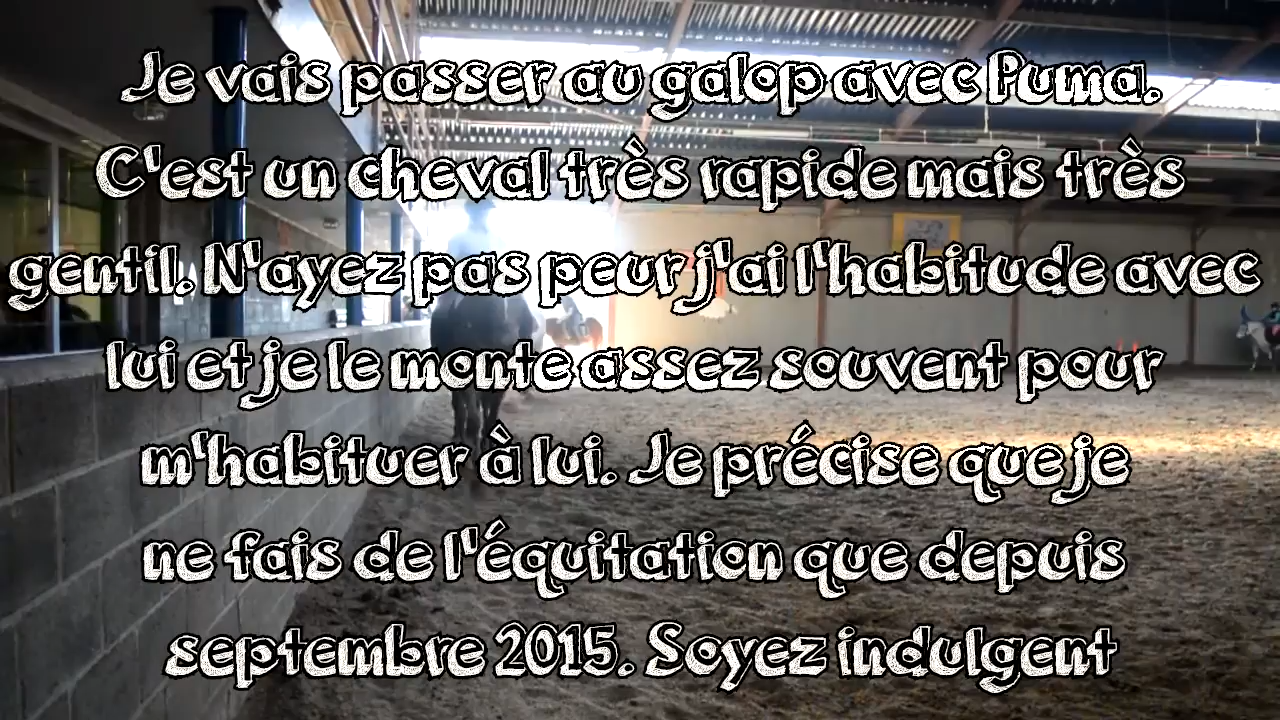 Je vais passer au galop avec Puma.
C'est un cheval très rapide mais très
gentil. N'ayez pas peur j'ai l'habitude avec
lui et je le monte assez souvent pour
m'habituer à lui. Je précise que je
ne fais de l'équitation que depuis
septembre 2015. Soyez indulgent